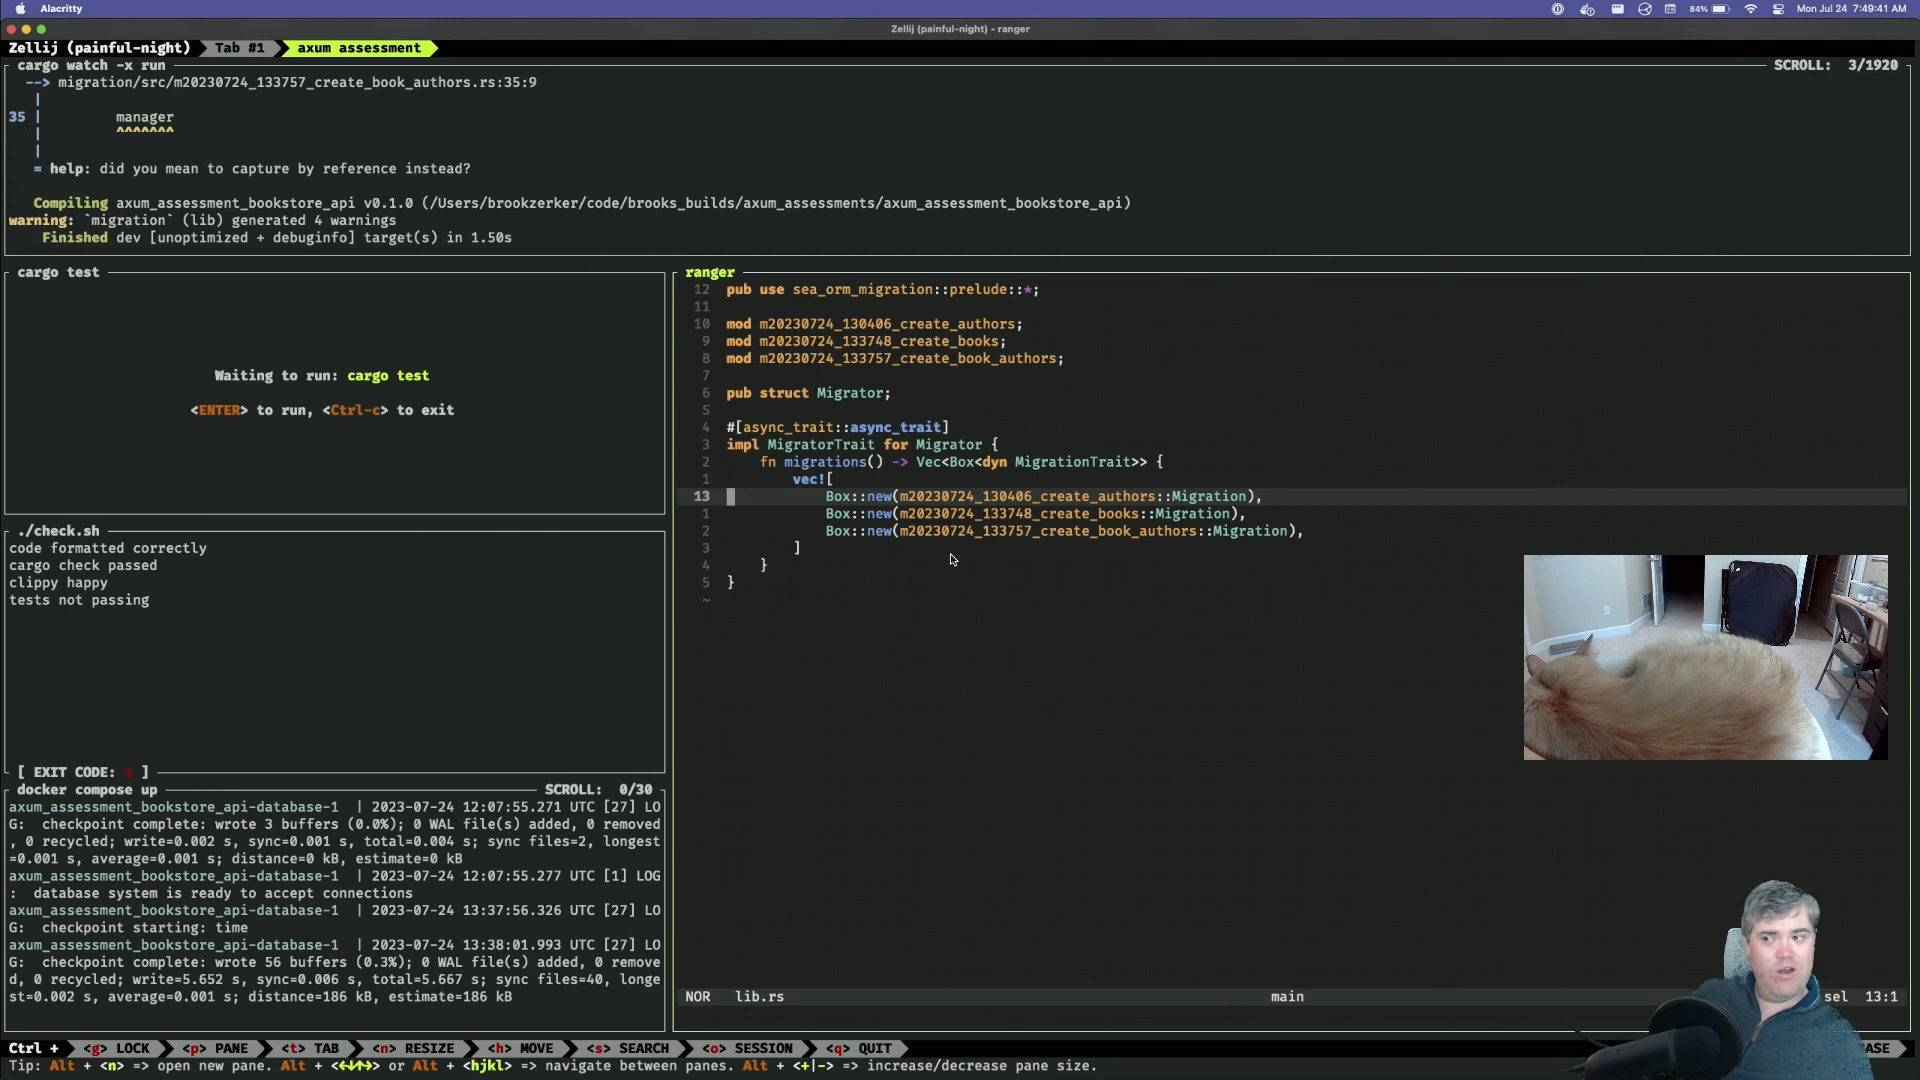 Alacritty
84%
Mon Jul 24 7:49:41 AM
Zellij (painful-night) - ranger
Zellij (painful-night) Tab #1 axum assessment
cargo watch -x run
SCROLL: 3/1920
--> migration/src/m20230724_133757_create_book_authors.rs:35:9
|
35 | manager
| ^^^^^^^
|
= help: did you mean to capture by reference instead?
Compiling axum_assessment_bookstore_api v0.1.0 (/Users/brookzerker/code/brooks_builds/axum_assessments/axum_assessment_bookstore_api)
warning: `migration` (lib) generated 4 warnings
Finished dev [unoptimized + debuginfo] target(s) in 1.50s
cargo test
Waiting to run: cargo test
<ENTER> to run, <Ctrl-c> to exit
./check.sh
code formatted correctly
cargo check passed
clippy happy
tests not passing
[ EXIT CODE: ]
docker compose up
SCROLL: 0/30
axum_assessment_bookstore_api-database-1 | 2023-07-24 12:07:55.271 UTC [27] LO
G: checkpoint complete: wrote 3 buffers (0.0%); 0 WAL file(s) added, 0 removed
, 0 recycled; write=0.002 s, sync=0.001 s, total=0.004 s; sync files=2, longest
=0.001 s, average=0.001 s; distance=0 kB, estimate=0 kB
axum_assessment_bookstore_api-database-1 | 2023-07-24 12:07:55.277 UTC [1] LOG
: database system is ready to accept connections
axum_assessment_bookstore_api-database-1 | 2023-07-24 13:37:56.326 UTC [27] LO
G: checkpoint starting: time
axum_assessment_bookstore_api-database-1 | 2023-07-24 13:38:01.993 UTC [27] LO
G: checkpoint complete: wrote 56 buffers (0.3%); 0 WAL file(s) added, 0 remove
d, 0 recycled; write=5.652 s, sync=0.006 s, total=5.667 s; sync files=40, longe
st=0.002 s, average=0.001 s; distance=186 kB, estimate=186 kB
ranger
12 pub use sea_orm_migration::prelude::*;
11
10 mod m20230724_130406_create_authors;
9 mod m20230724_133748_create_books;
8 mod m20230724_133757_create_book_authors;
7
6 pub struct Migrator;
5
4 #[async_trait::async_trait]
3 impl MigratorTrait for Migrator {
2 fn migrations() -> Vec<Box<dyn MigrationTrait>> {
1 vec![
13 Box::new(m20230724_130406_create_authors::Migration),
1 Box::new(m20230724_133748_create_books::Migration),
2 Box::new(m20230724_133757_create_book_authors::Migration),
3 ]
4 }
5 }
~
NOR lib.rs main sel 13:1
Ctrl + <g> LOCK <p> PANE <t> TAB <n> RESIZE <h> MOVE <s> SEARCH <o> SESSION <q> QUIT ASE
Tip: Alt + <n> => open new pane. Alt + <←↓↑→> or Alt + <hjkl> => navigate between panes. Alt + <+|-> => increase/decrease pane size.